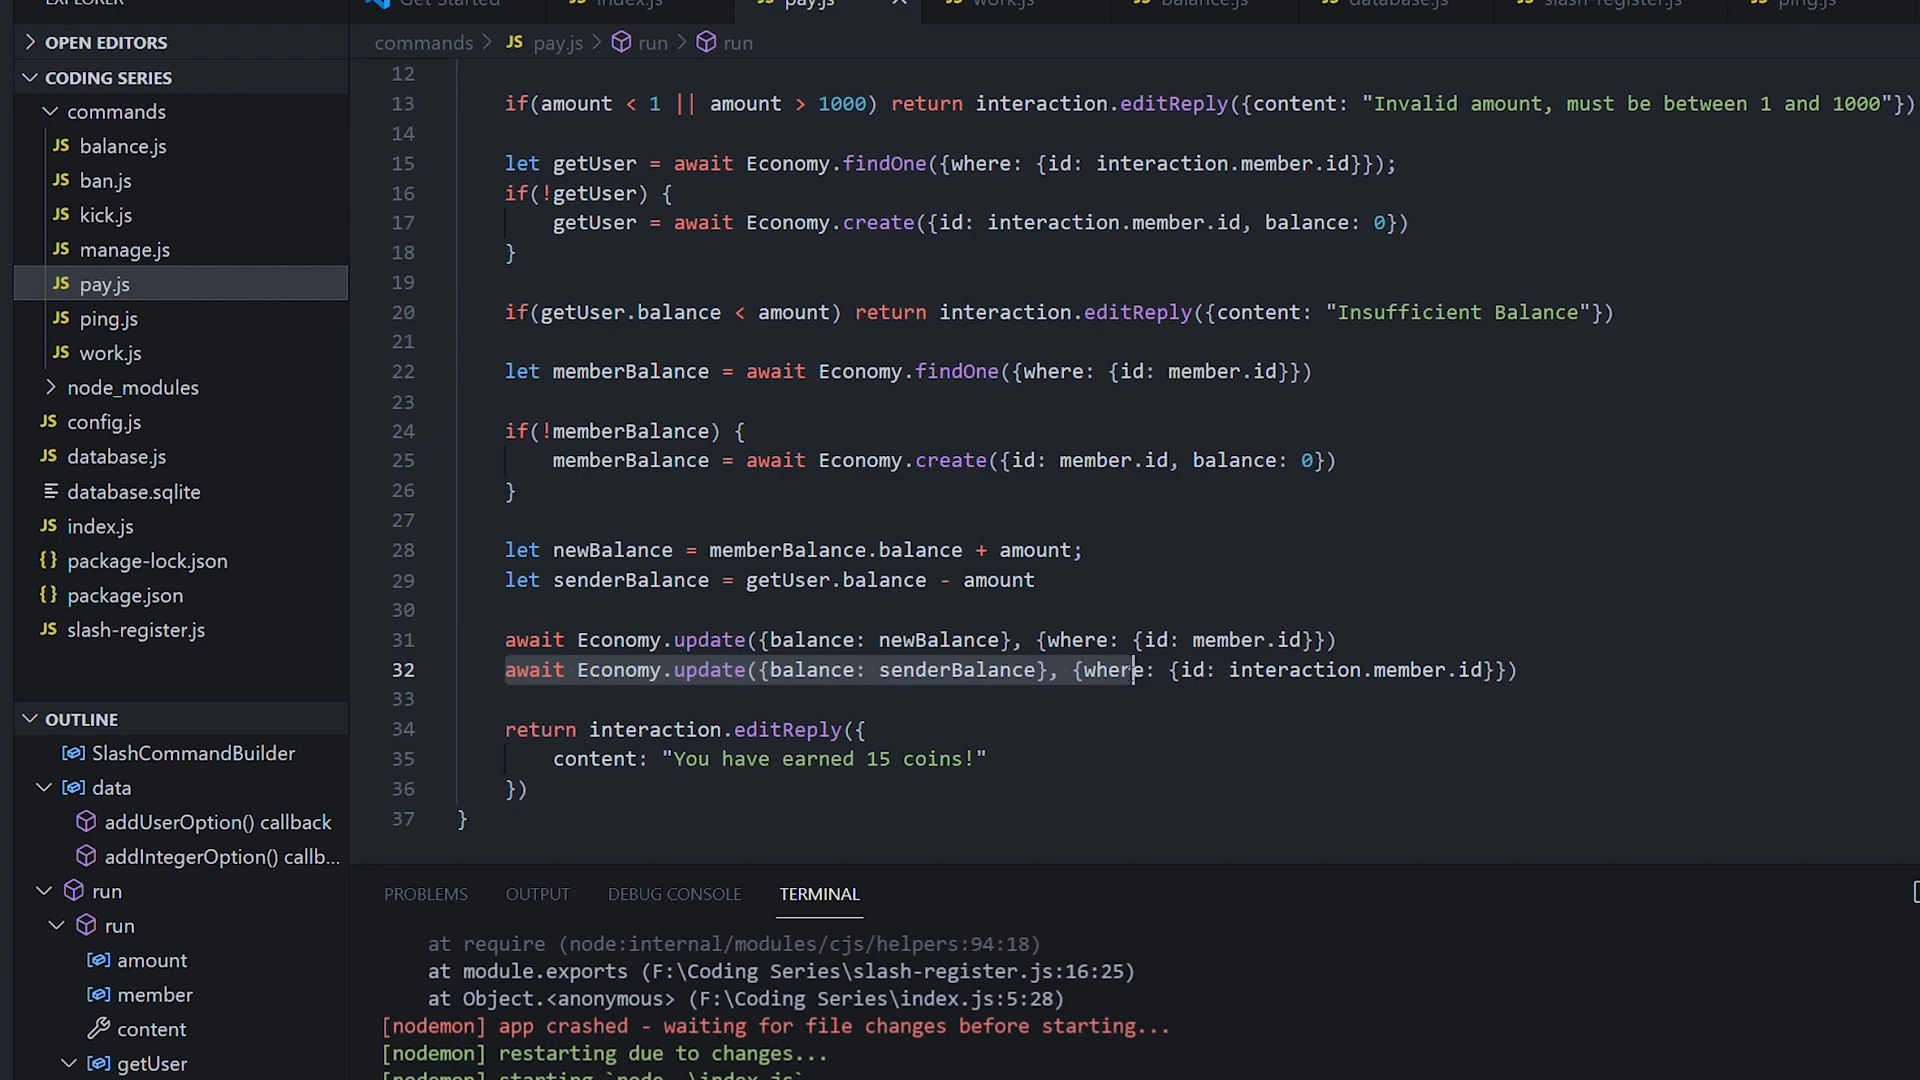 EXPLORER
Get Started
index.js
pay.js
work.js
balance.js
database.js
slash-register.js
ping.js
OPEN EDITORS
commands > JS pay.js > run > run
CODING SERIES
commands
JS balance.js
JS ban.js
JS kick.js
JS manage.js
JS pay.js
JS ping.js
JS work.js
node_modules
JS config.js
JS database.js
database.sqlite
JS index.js
{} package-lock.json
{} package.json
JS slash-register.js
OUTLINE
SlashCommandBuilder
data
addUserOption() callback
addIntegerOption() callb...
run
run
amount
member
content
getUser
12
13 if(amount < 1 || amount > 1000) return interaction.editReply({content: "Invalid amount, must be between 1 and 1000"})
14
15 let getUser = await Economy.findOne({where: {id: interaction.member.id}});
16 if(!getUser) {
17 getUser = await Economy.create({id: interaction.member.id, balance: 0})
18 }
19
20 if(getUser.balance < amount) return interaction.editReply({content: "Insufficient Balance"})
21
22 let memberBalance = await Economy.findOne({where: {id: member.id}})
23
24 if(!memberBalance) {
25 memberBalance = await Economy.create({id: member.id, balance: 0})
26 }
27
28 let newBalance = memberBalance.balance + amount;
29 let senderBalance = getUser.balance - amount
30
31 await Economy.update({balance: newBalance}, {where: {id: member.id}})
32 await Economy.update({balance: senderBalance}, {where: {id: interaction.member.id}})
33
34 return interaction.editReply({
35 content: "You have earned 15 coins!"
36 })
37 }
PROBLEMS OUTPUT DEBUG CONSOLE TERMINAL
at require (node:internal/modules/cjs/helpers:94:18)
at module.exports (F:\Coding Series\slash-register.js:16:25)
at Object.<anonymous> (F:\Coding Series\index.js:5:28)
[nodemon] app crashed - waiting for file changes before starting...
[nodemon] restarting due to changes...
[nodemon] starting `node .\index.js`